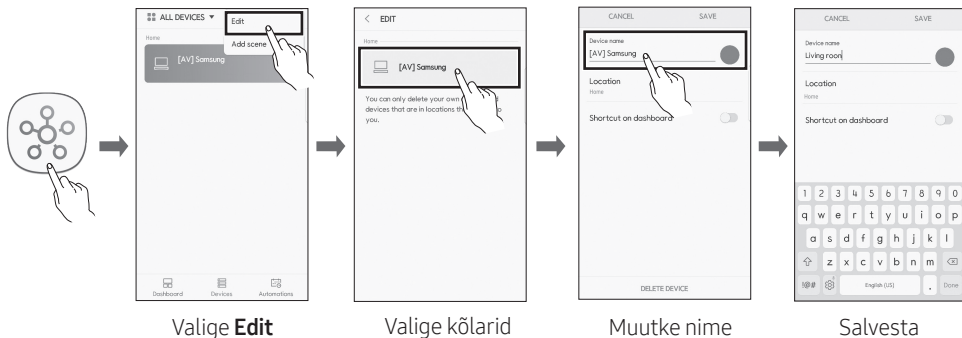 ALL DEVICES ▼
Edit
Add scene
Home
[AV] Samsung
Dashboard
Devices
Automations
Valige Edit
< EDIT
Home
[AV] Samsung
You can only delete your own
devices that are in locations
you.
Valige kõlarid
CANCEL SAVE
Device name
[AV] Samsung
Location
Home
Shortcut on dashboard
DELETE DEVICE
Muutke nime
CANCEL SAVE
Device name
Living room
Location
Home
Shortcut on dashboard
1 2 3 4 5 6 7 8 9 0
q w e r t y u i o p
a s d f g h j k l
z x c v b n m
!@# English (US) . Done
Salvesta